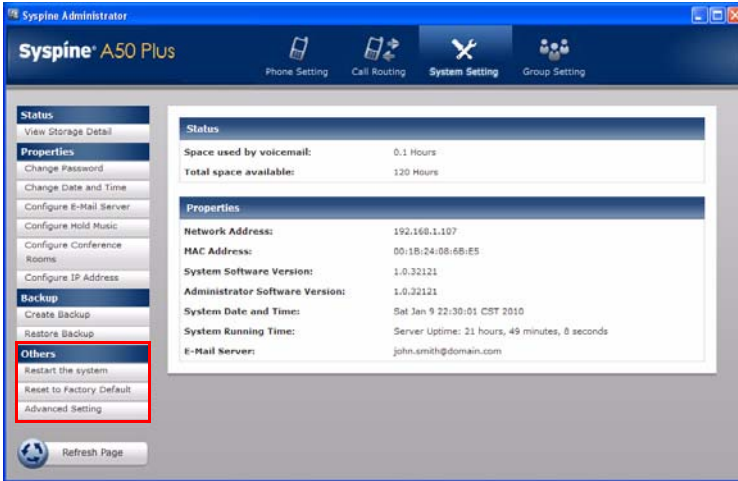 Syspine Administrator
Syspine® A50 Plus
Phone Setting
Call Routing
System Setting
Group Setting
Status
View Storage Detail
Properties
Change Password
Change Date and Time
Configure E-Mail Server
Configure Hold Music
Configure Conference
Rooms
Configure IP Address
Backup
Create Backup
Restore Backup
Others
Restart the system
Reset to Factory Default
Advanced Setting
Refresh Page
Status
Space used by voicemail: 0.1 Hours
Total space available: 120 Hours
Properties
Network Address: 192.168.1.107
MAC Address: 00:1B:24:08:6B:E5
System Software Version: 1.0.32121
Administrator Software Version: 1.0.32121
System Date and Time: Sat Jan 9 22:30:01 CST 2010
System Running Time: Server Uptime: 21 hours, 49 minutes, 8 seconds
E-Mail Server: john.smith@domain.com